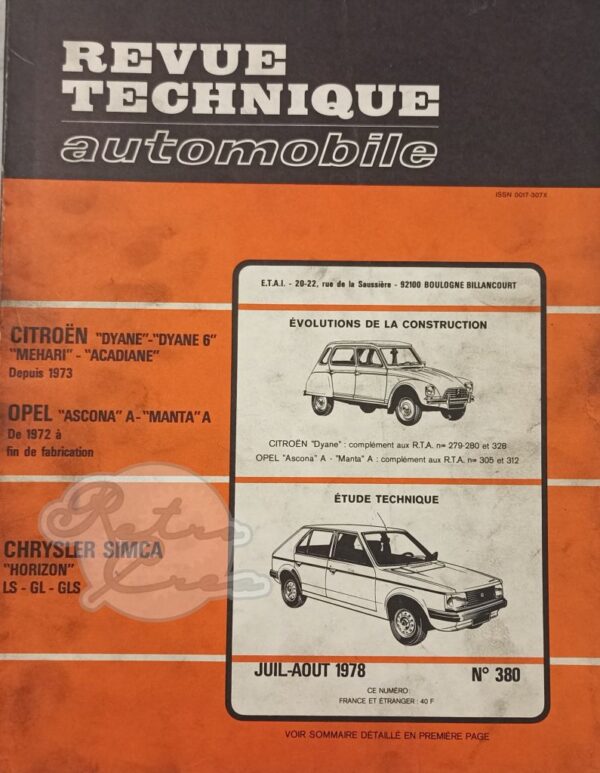 REVUE
TECHNIQUE
automobile
ISSN 0017-307X
E.T.A.I. - 20-22, rue de la Saussière - 92100 BOULOGNE BILLANCOURT
ÉVOLUTIONS DE LA CONSTRUCTION
CITROËN "DYANE"-"DYANE 6"
"MEHARI" - "ACADIANE"
Depuis 1973
OPEL "ASCONA" A - "MANTA" A
De 1972 à
fin de fabrication
CITROËN "Dyane" : complément aux R.T.A. nos 279-280 et 328
OPEL "Ascona" A - "Manta" A : complément aux R.T.A. nos 305 et 312
ÉTUDE TECHNIQUE
Retro
Crea
CHRYSLER SIMCA
"HORIZON"
LS - GL - GLS
JUIL-AOUT 1978
N° 380
CE NUMÉRO:
FRANCE ET ÉTRANGER : 40 F
VOIR SOMMAIRE DÉTAILLÉ EN PREMIÈRE PAGE